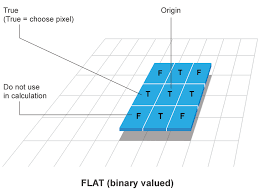 True
(True = choose pixel)
Origin
F T F
T T T
Do not use
in calculation
F T F
FLAT (binary valued)